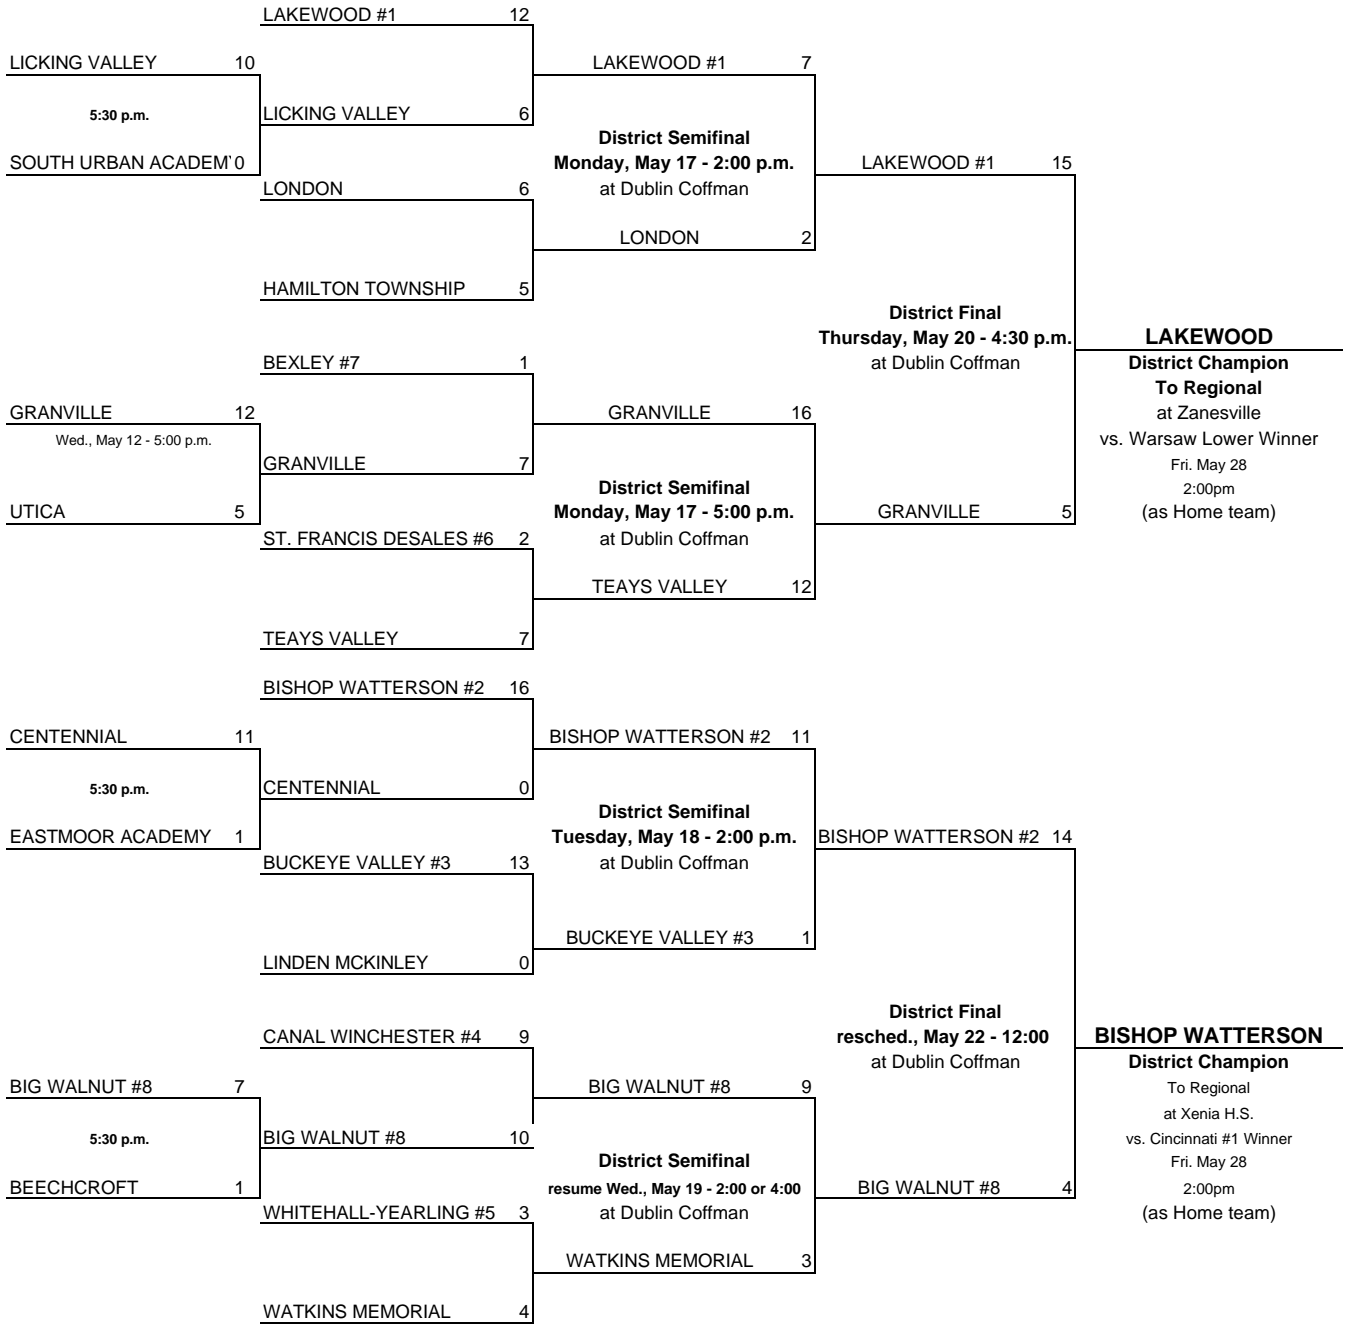 LAKEWOOD #1 12
LICKING VALLEY 10
LAKEWOOD #1 7
5:30 p.m.
LICKING VALLEY 6
District Semifinal
SOUTH URBAN ACADEM 0
Monday, May 17 - 2:00 p.m.
LAKEWOOD #1 15
LONDON 6
at Dublin Coffman
LONDON 2
HAMILTON TOWNSHIP 5
District Final
Thursday, May 20 - 4:30 p.m.
LAKEWOOD
BEXLEY #7 1
at Dublin Coffman
District Champion
To Regional
GRANVILLE 12
GRANVILLE 16
at Zanesville
Wed., May 12 - 5:00 p.m.
vs. Warsaw Lower Winner
GRANVILLE 7
Fri. May 28
District Semifinal
2:00pm
UTICA 5
Monday, May 17 - 5:00 p.m.
GRANVILLE 5
(as Home team)
ST. FRANCIS DESALES #6 2
at Dublin Coffman
TEAYS VALLEY 12
TEAYS VALLEY 7
BISHOP WATTERSON #2 16
CENTENNIAL 11
BISHOP WATTERSON #2 11
5:30 p.m.
CENTENNIAL 0
District Semifinal
EASTMOOR ACADEMY 1
Tuesday, May 18 - 2:00 p.m.
BISHOP WATTERSON #2 14
BUCKEYE VALLEY #3 13
at Dublin Coffman
BUCKEYE VALLEY #3 1
LINDEN MCKINLEY 0
District Final
CANAL WINCHESTER #4 9
resched., May 22 - 12:00
BISHOP WATTERSON
at Dublin Coffman
District Champion
BIG WALNUT #8 7
BIG WALNUT #8 9
To Regional
at Xenia H.S.
5:30 p.m.
BIG WALNUT #8 10
vs. Cincinnati #1 Winner
District Semifinal
Fri. May 28
BEECHCROFT 1
resume Wed., May 19 - 2:00 or 4:00
BIG WALNUT #8 4
2:00pm
WHITEHALL-YEARLING #5 3
at Dublin Coffman
(as Home team)
WATKINS MEMORIAL 3
WATKINS MEMORIAL 4